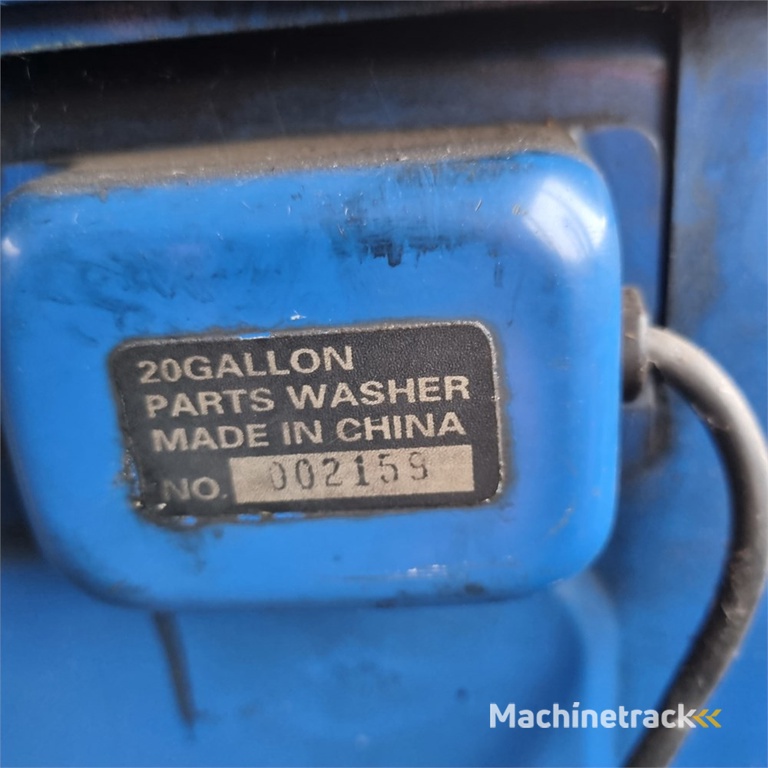 20GALLON
PARTS WASHER
MADE IN CHINA
NO. 002159
Machinetrack